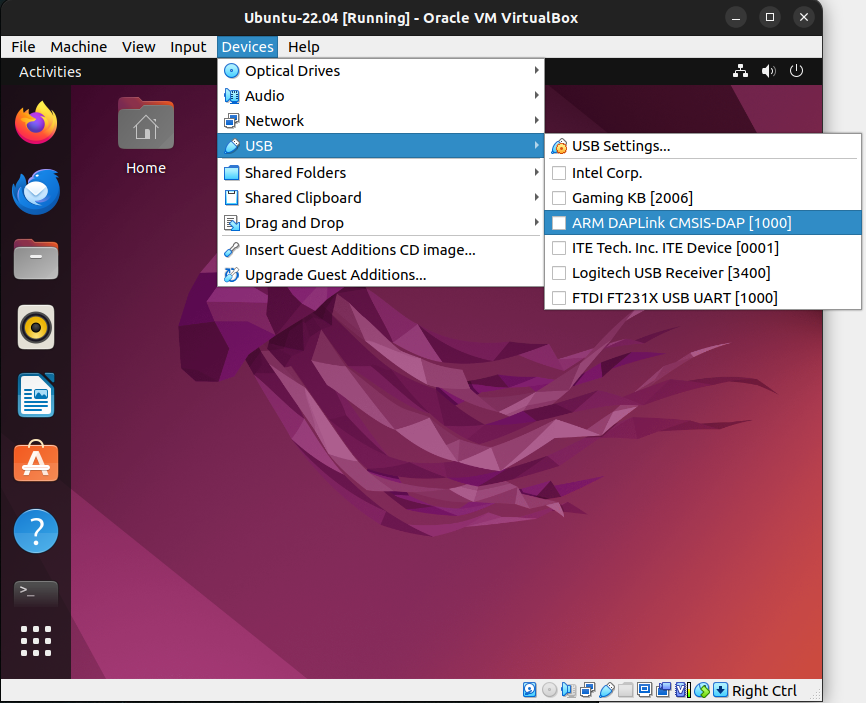 Ubuntu-22.04 [Running] - Oracle VM VirtualBox
File Machine View Input Devices Help
Activities
Optical Drives
Audio
Network
USB
Shared Folders
Shared Clipboard
Drag and Drop
Insert Guest Additions CD image...
Upgrade Guest Additions...
USB Settings...
Intel Corp.
Gaming KB [2006]
ARM DAPLink CMSIS-DAP [1000]
ITE Tech. Inc. ITE Device [0001]
Logitech USB Receiver [3400]
FTDI FT231X USB UART [1000]
Home
Right Ctrl